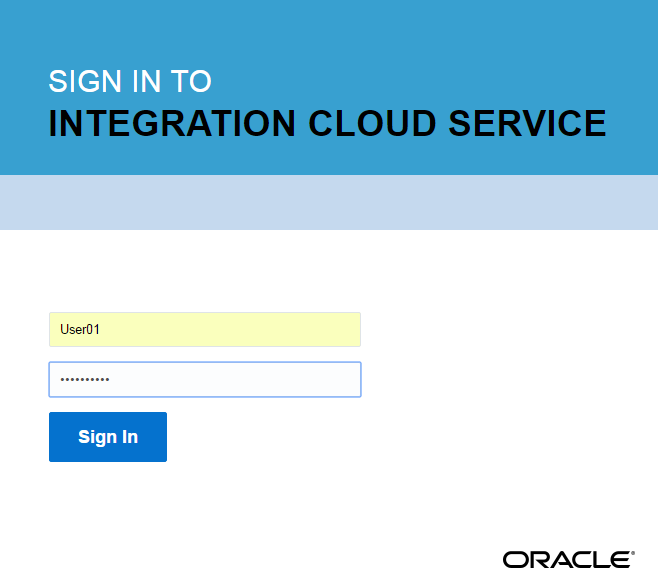 SIGN IN TO
INTEGRATION CLOUD SERVICE
User01
••••••••••
Sign In
ORACLE®